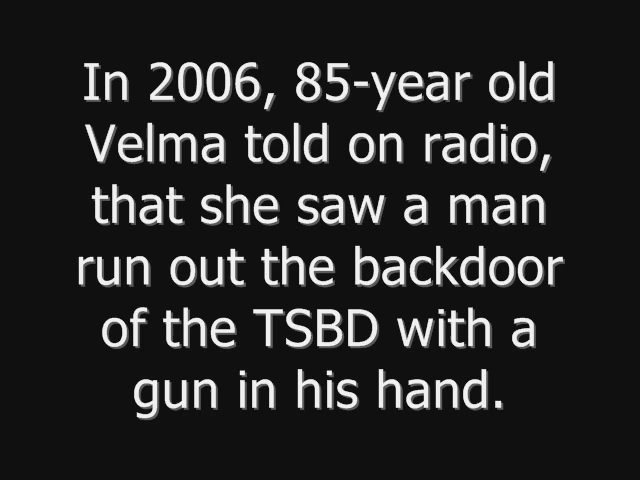 In 2006, 85-year old
Velma told on radio,
that she saw a man
run out the backdoor
of the TSBD with a
gun in his hand.